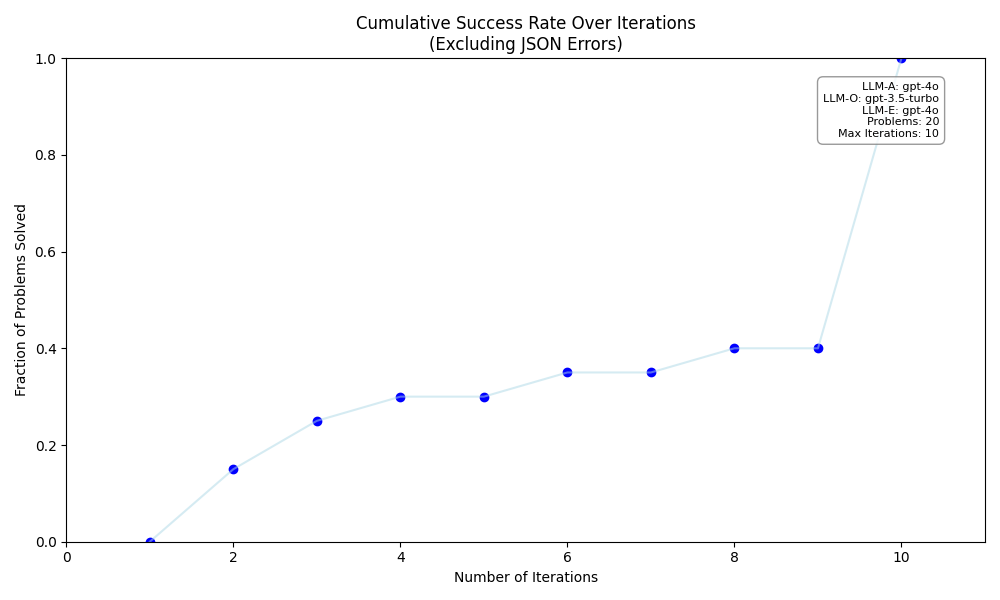 Cumulative Success Rate Over Iterations
(Excluding JSON Errors)
LLM-A: gpt-4o
LLM-O: gpt-3.5-turbo
LLM-E: gpt-4o
Problems: 20
Max Iterations: 10
Fraction of Problems Solved
1.0
0.8
0.6
0.4
0.2
0.0
0 2 4 6 8 10
Number of Iterations